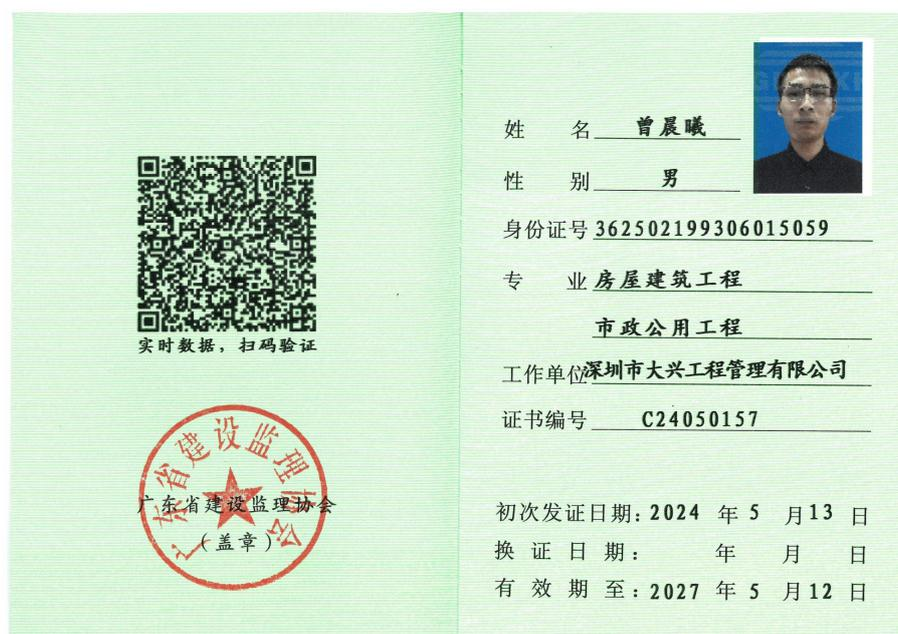 实时数据，扫码验证
广东省建设监理协会
广东省建设监理协会
（盖章）
姓 名 曾晨曦
性 别 男
身份证号 362502199306015059
专 业 房屋建筑工程
市政公用工程
工作单位 深圳市大兴工程管理有限公司
证书编号 C24050157
初次发证日期：2024 年 5 月 13 日
换 证 日 期： 年 月 日
有 效 期 至：2027 年 5 月 12 日